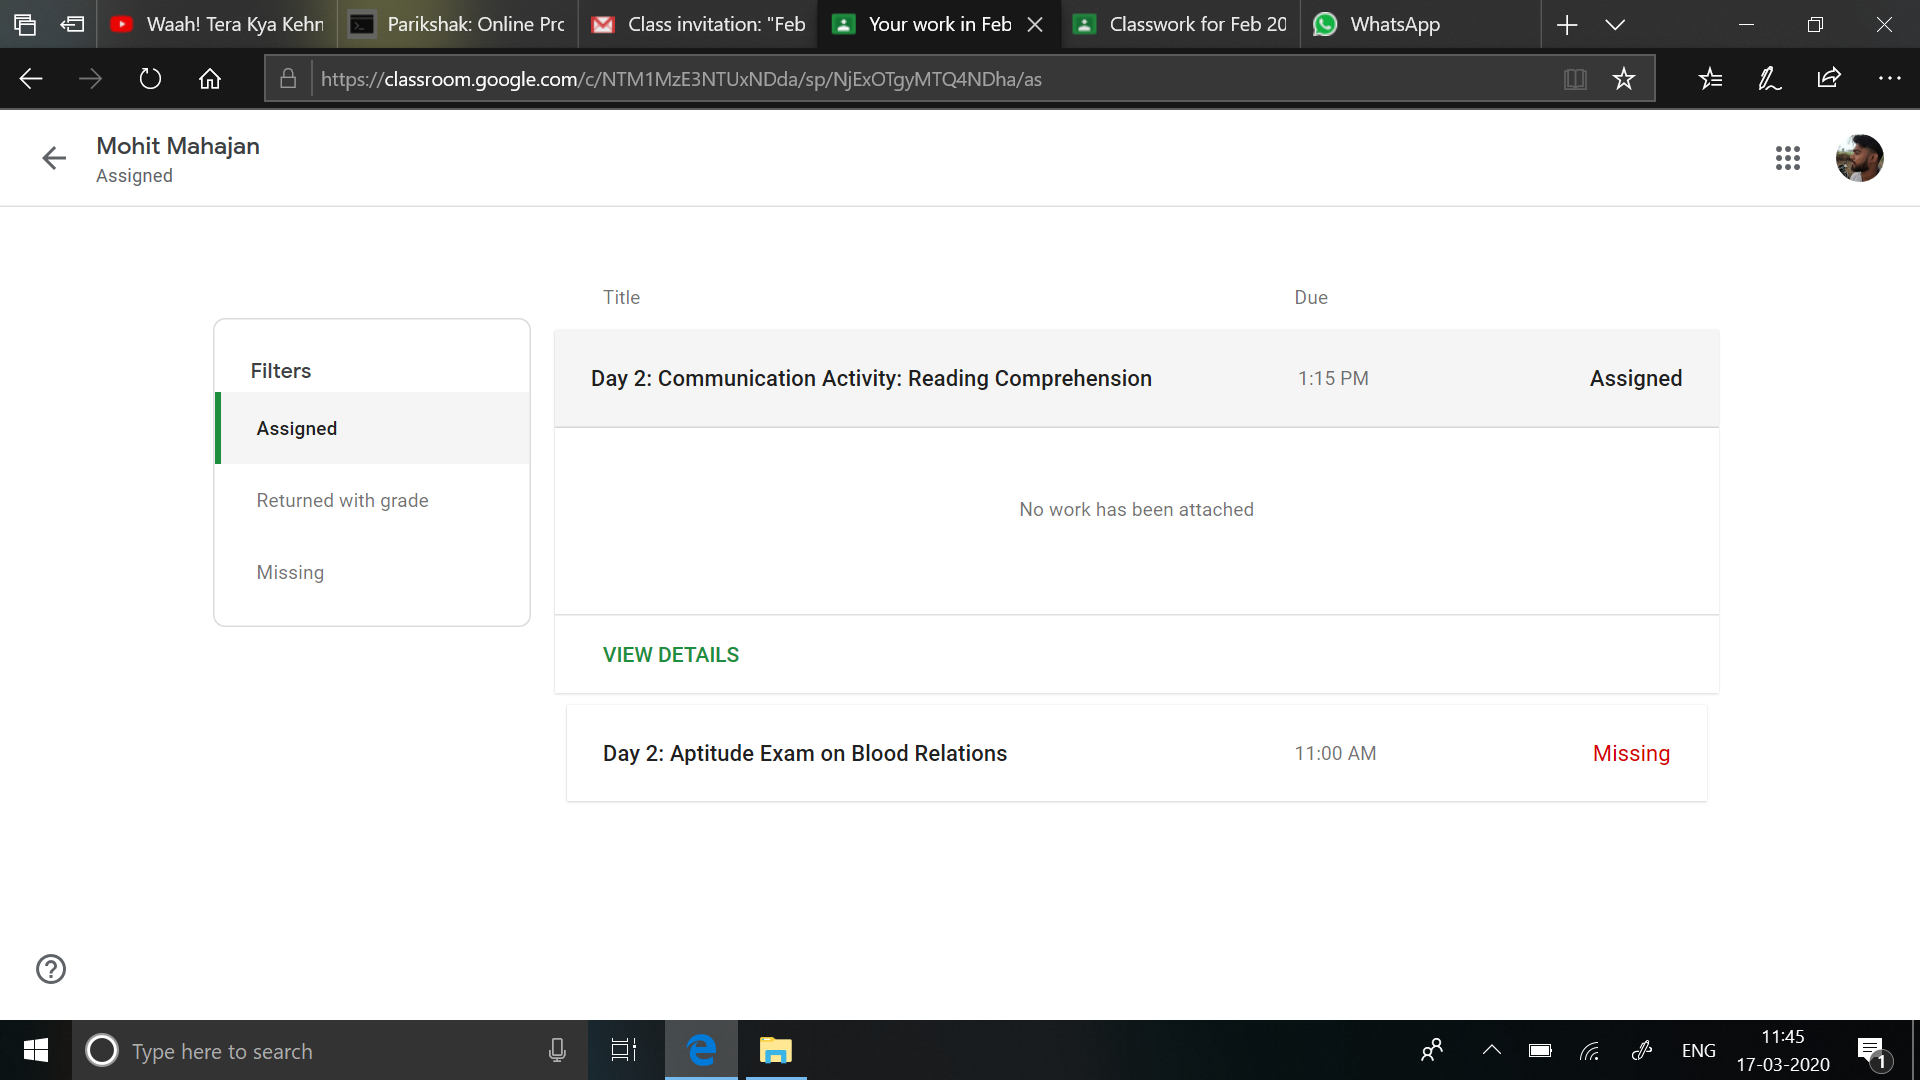 Waah! Tera Kya Kehn
Parikshak: Online Pro
Class invitation: "Feb
Your work in Feb
Classwork for Feb 20
WhatsApp
https://classroom.google.com/c/NTM1MzE3NTUxNDda/sp/NjExOTgyMTQ4NDha/as
Mohit Mahajan
Assigned
Title
Due
Filters
Assigned
Returned with grade
Missing
Day 2: Communication Activity: Reading Comprehension
1:15 PM
Assigned
No work has been attached
VIEW DETAILS
Day 2: Aptitude Exam on Blood Relations
11:00 AM
Missing
Type here to search
ENG
11:45
17-03-2020
1